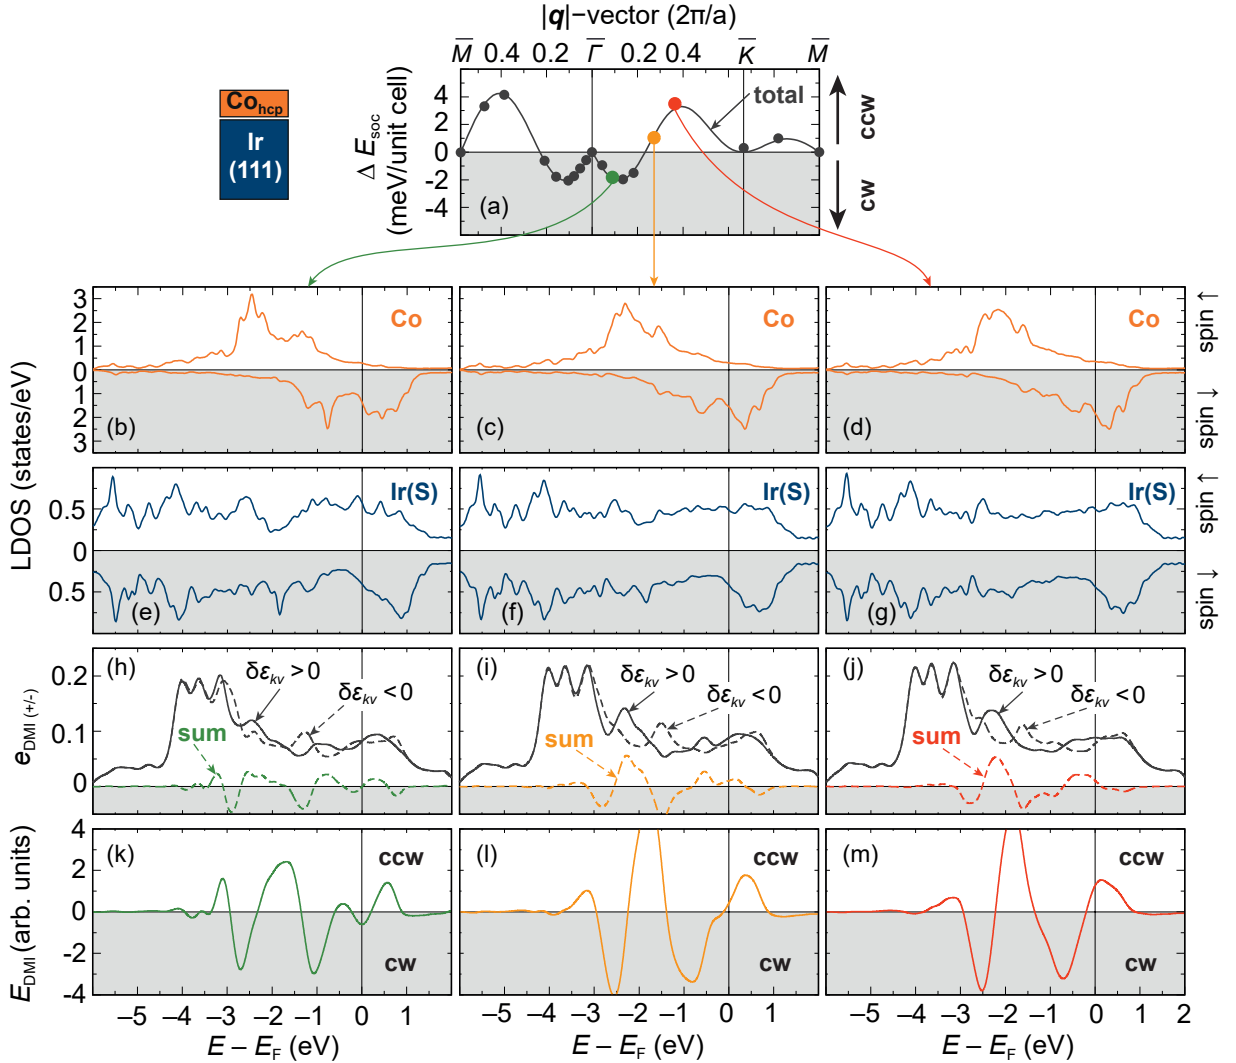 |q|−vector (2π/a)
M̅ 0.4 0.2 Γ̅ 0.2 0.4 K̅ M̅
Co_hcp
Ir
(111)
Δ E_soc
(meV/unit cell)
4
2
0
-2
-4
total
(a)
ccw
cw
LDOS (states/eV)
3
2
1
0
1
2
3
Co
(b)
Co
(c)
Co
(d)
spin ↑
spin ↓
0.5
0
0.5
Ir(S)
(e)
Ir(S)
(f)
Ir(S)
(g)
spin ↑
spin ↓
e_DMI (+/-)
0.2
0.1
0
(h)
δε_kv > 0
δε_kv < 0
sum
(i)
δε_kv > 0
δε_kv < 0
sum
(j)
δε_kv > 0
δε_kv < 0
sum
E_DMI (arb. units)
4
2
0
-2
-4
(k)
ccw
cw
(l)
ccw
cw
(m)
ccw
cw
−5 −4 −3 −2 −1 0 1
−5 −4 −3 −2 −1 0 1
−5 −4 −3 −2 −1 0 1 2
E − E_F (eV)
E − E_F (eV)
E − E_F (eV)